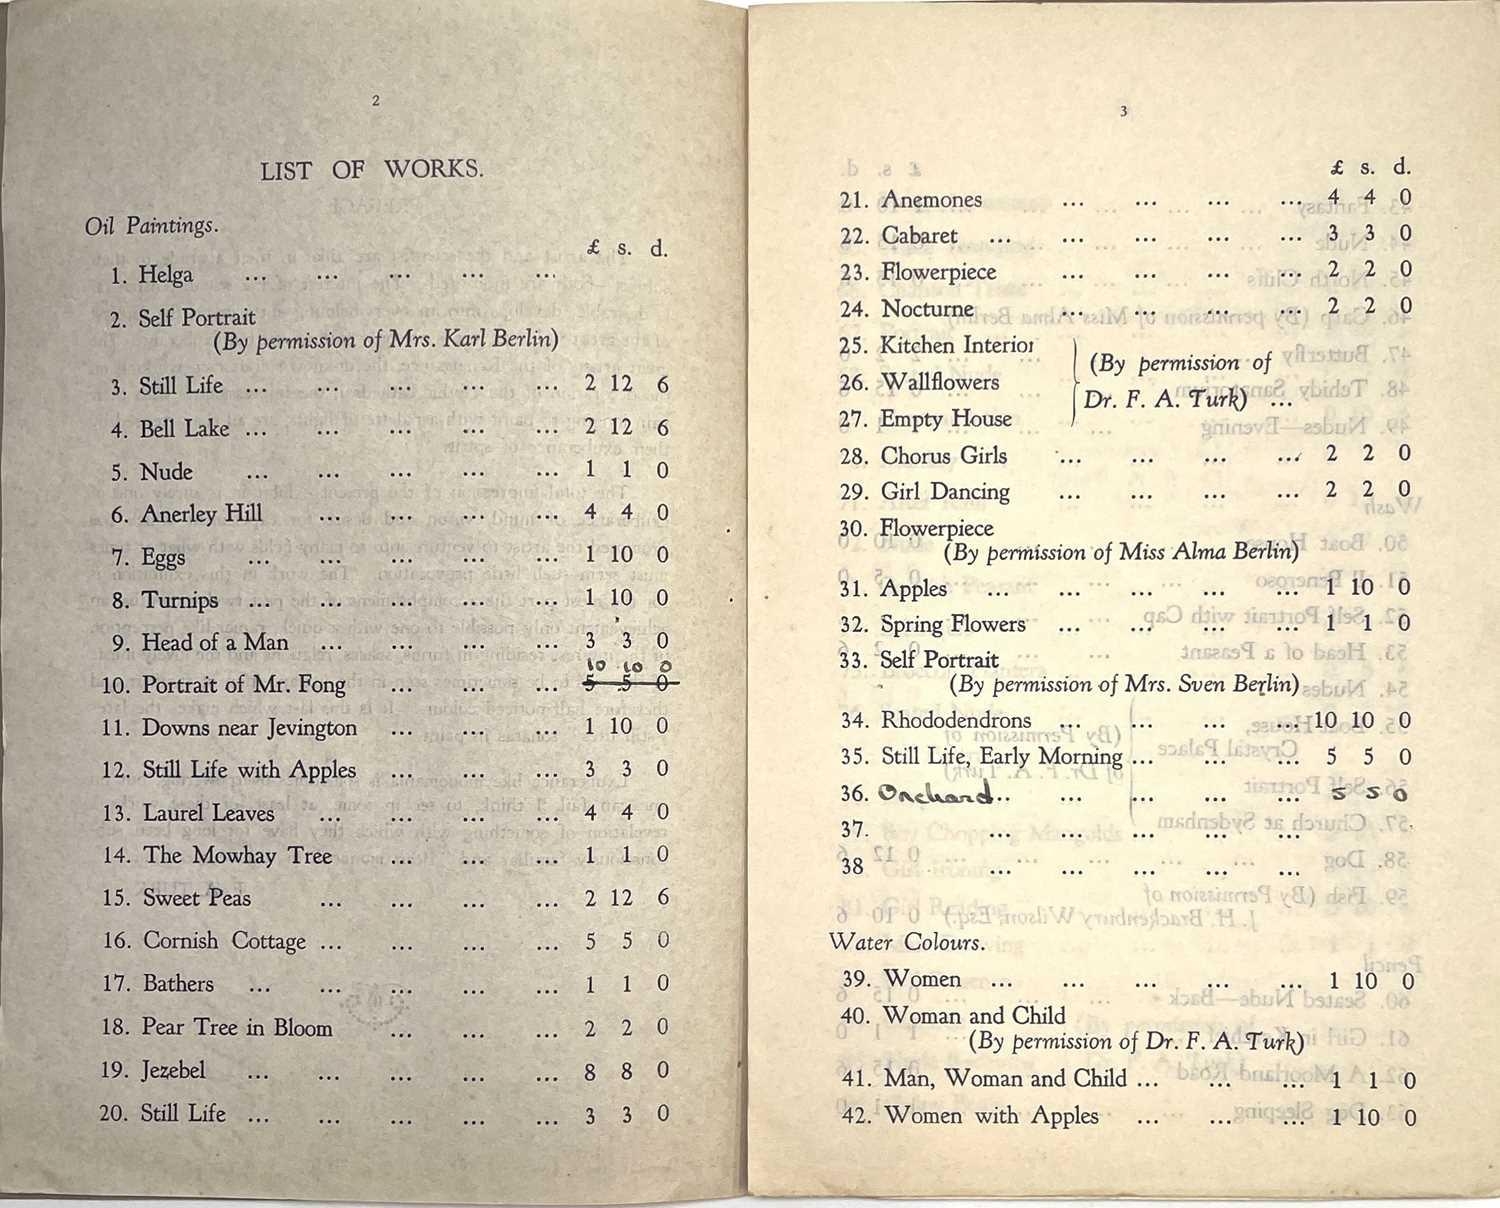 2
LIST OF WORKS.
Oil Paintings.
£ s. d.
1. Helga ... ... ... ... ...
2. Self Portrait
(By permission of Mrs. Karl Berlin)
3. Still Life ... ... ... ... ... 2 12 6
4. Bell Lake ... ... ... ... ... 2 12 6
5. Nude ... ... ... ... ... 1 1 0
6. Anerley Hill ... ... ... ... 4 4 0
7. Eggs ... ... ... ... ... 1 10 0
8. Turnips ... ... ... ... ... 1 10 0
9. Head of a Man ... ... ... ... 3 3 0
10 10 0
10. Portrait of Mr. Fong ... ... ... 5 5 0
11. Downs near Jevington ... ... ... 1 10 0
12. Still Life with Apples ... ... ... 3 3 0
13. Laurel Leaves ... ... ... ... 4 4 0
14. The Mowhay Tree ... ... ... 1 1 0
15. Sweet Peas ... ... ... ... 2 12 6
16. Cornish Cottage ... ... ... ... 5 5 0
17. Bathers ... ... ... ... ... 1 1 0
18. Pear Tree in Bloom ... ... ... 2 2 0
19. Jezebel ... ... ... ... ... 8 8 0
20. Still Life ... ... ... ... ... 3 3 0
3
£ s. d.
21. Anemones ... ... ... ... 4 4 0
22. Cabaret ... ... ... ... ... 3 3 0
23. Flowerpiece ... ... ... ... 2 2 0
24. Nocturne ... ... ... ... 2 2 0
25. Kitchen Interior
(By permission of
26. Wallflowers
Dr. F. A. Turk) ...
27. Empty House
28. Chorus Girls ... ... ... ... 2 2 0
29. Girl Dancing ... ... ... ... 2 2 0
30. Flowerpiece
(By permission of Miss Alma Berlin)
31. Apples ... ... ... ... ... 1 10 0
32. Spring Flowers ... ... ... ... 1 1 0
33. Self Portrait
(By permission of Mrs. Sven Berlin)
34. Rhododendrons ... ... ... ... 10 10 0
35. Still Life, Early Morning ... ... ... 5 5 0
36. Orchard ... ... ... ... ... 5 5 0
37. ... ... ... ... ...
38 ... ... ... ... ...
Water Colours.
39. Women ... ... ... ... ... 1 10 0
40. Woman and Child
(By permission of Dr. F. A. Turk)
41. Man, Woman and Child ... ... ... 1 1 0
42. Women with Apples ... ... ... 1 10 0